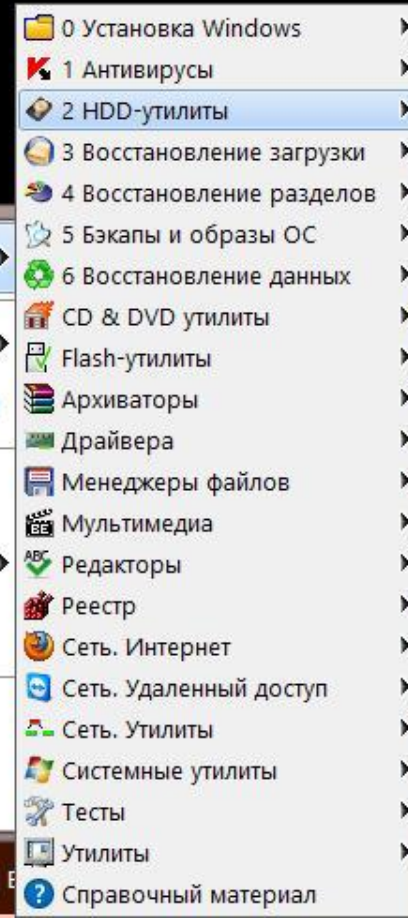 0 Установка Windows
1 Антивирусы
2 HDD-утилиты
3 Восстановление загрузки
4 Восстановление разделов
5 Бэкапы и образы ОС
6 Восстановление данных
CD & DVD утилиты
Flash-утилиты
Архиваторы
Драйвера
Менеджеры файлов
Мультимедиа
Редакторы
Реестр
Сеть. Интернет
Сеть. Удаленный доступ
Сеть. Утилиты
Системные утилиты
Тесты
Утилиты
Справочный материал